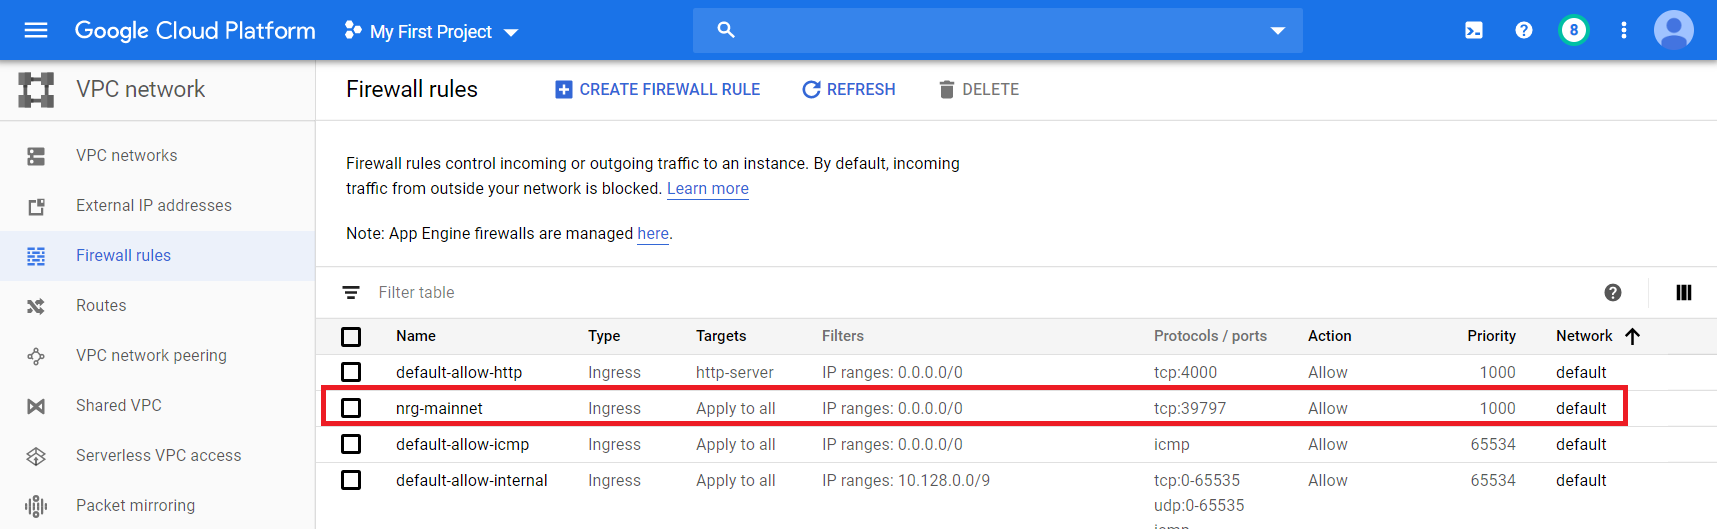 Google Cloud Platform My First Project 8
VPC network
Firewall rules CREATE FIREWALL RULE REFRESH DELETE
VPC networks
External IP addresses
Firewall rules
Routes
VPC network peering
Shared VPC
Serverless VPC access
Packet mirroring
Firewall rules control incoming or outgoing traffic to an instance. By default, incoming
traffic from outside your network is blocked. Learn more
Note: App Engine firewalls are managed here.
Filter table
Name Type Targets Filters Protocols / ports Action Priority Network
default-allow-http Ingress http-server IP ranges: 0.0.0.0/0 tcp:4000 Allow 1000 default
nrg-mainnet Ingress Apply to all IP ranges: 0.0.0.0/0 tcp:39797 Allow 1000 default
default-allow-icmp Ingress Apply to all IP ranges: 0.0.0.0/0 icmp Allow 65534 default
default-allow-internal Ingress Apply to all IP ranges: 10.128.0.0/9 tcp:0-65535 Allow 65534 default
udp:0-65535
icmp